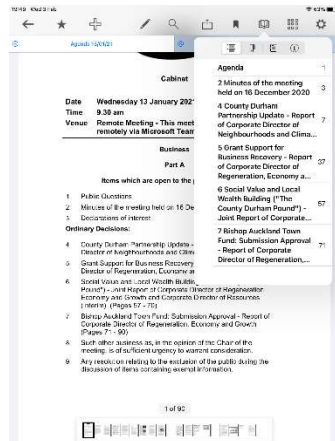 Agenda 13/01/21
Cabinet
Date Wednesday 13 January 202
Time 9.30 am
Venue Remote Meeting - This meet
remotely via Microsoft Team
Business
Part A
Items which are open to the
1 Public Questions
2 Minutes of the meeting held on 16 De
3 Declarations of interest
Ordinary Decisions:
4 County Durham Partnership Update -
Director of Neighbourhoods and Clim
5 Grant Support for Business Recovery
Director of Regeneration, Economy an
6. Social Value and Local Wealth Buildin
Pound") - Joint Report of Corporate Director of Regeneration
Economy and Growth and Corporate Director of Resources
(Interim) (Pages 57 - 70)
7. Bishop Auckland Town Fund: Submission Approval - Report of
Corporate Director of Regeneration, Economy and Growth
(Pages 71 - 90)
8. Such other business as, in the opinion of the Chair of the
meeting, is of sufficient urgency to warrant consideration.
9. Any resolution relating to the exclusion of the public during the
discussion of items containing exempt information.
1 of 90
Agenda 1
2 Minutes of the meeting
held on 16 December 2020 3
4 County Durham
Partnership Update - Report
of Corporate Director of 7
Neighbourhoods and Clima...
5 Grant Support for
Business Recovery - Report
of Corporate Director of 37
Regeneration, Economy a...
6 Social Value and Local
Wealth Building ("The
County Durham Pound") - 57
Joint Report of Corporate...
7 Bishop Auckland Town
Fund: Submission Approval
- Report of Corporate 71
Director of Regeneration,...